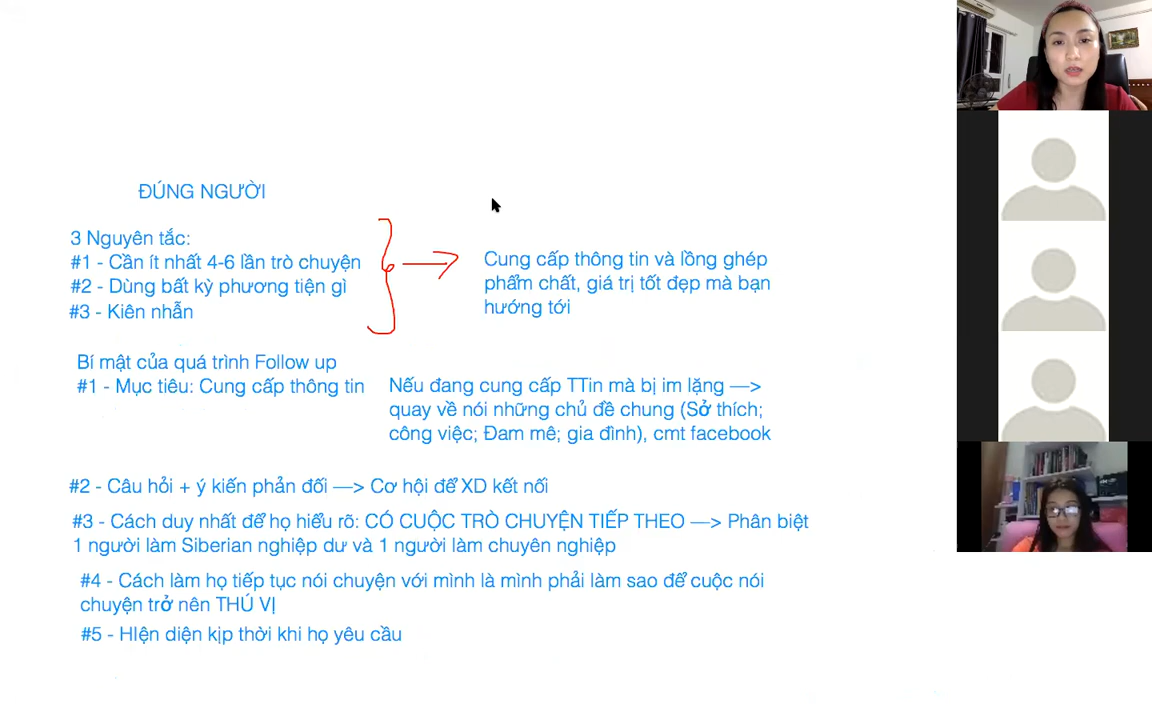 ĐÚNG NGƯỜI
3 Nguyên tắc:
#1 - Cần ít nhất 4-6 lần trò chuyện
#2 - Dùng bất kỳ phương tiện gì
#3 - Kiên nhẫn
Cung cấp thông tin và lồng ghép
phẩm chất, giá trị tốt đẹp mà bạn
hướng tới
Bí mật của quá trình Follow up
#1 - Mục tiêu: Cung cấp thông tin
Nếu đang cung cấp TTin mà bị im lặng —>
quay về nói những chủ đề chung (Sở thích;
công việc; Đam mê; gia đình), cmt facebook
#2 - Câu hỏi + ý kiến phản đối —> Cơ hội để XD kết nối
#3 - Cách duy nhất để họ hiểu rõ: CÓ CUỘC TRÒ CHUYỆN TIẾP THEO —> Phân biệt
1 người làm Siberian nghiệp dư và 1 người làm chuyên nghiệp
#4 - Cách làm họ tiếp tục nói chuyện với mình là mình phải làm sao để cuộc nói
chuyện trở nên THÚ VỊ
#5 - HIện diện kịp thời khi họ yêu cầu